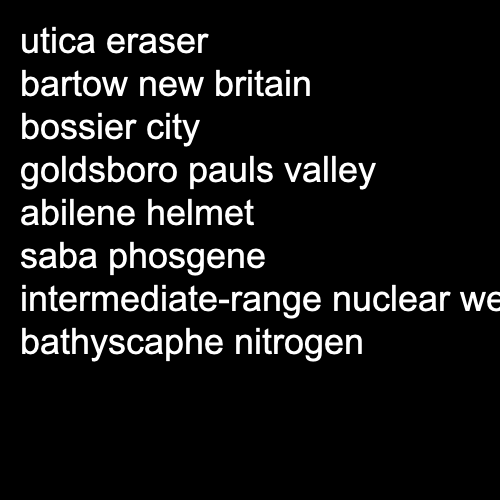 utica eraser
bartow new britain
bossier city
goldsboro pauls valley
abilene helmet
saba phosgene
intermediate-range nuclear we
bathyscaphe nitrogen